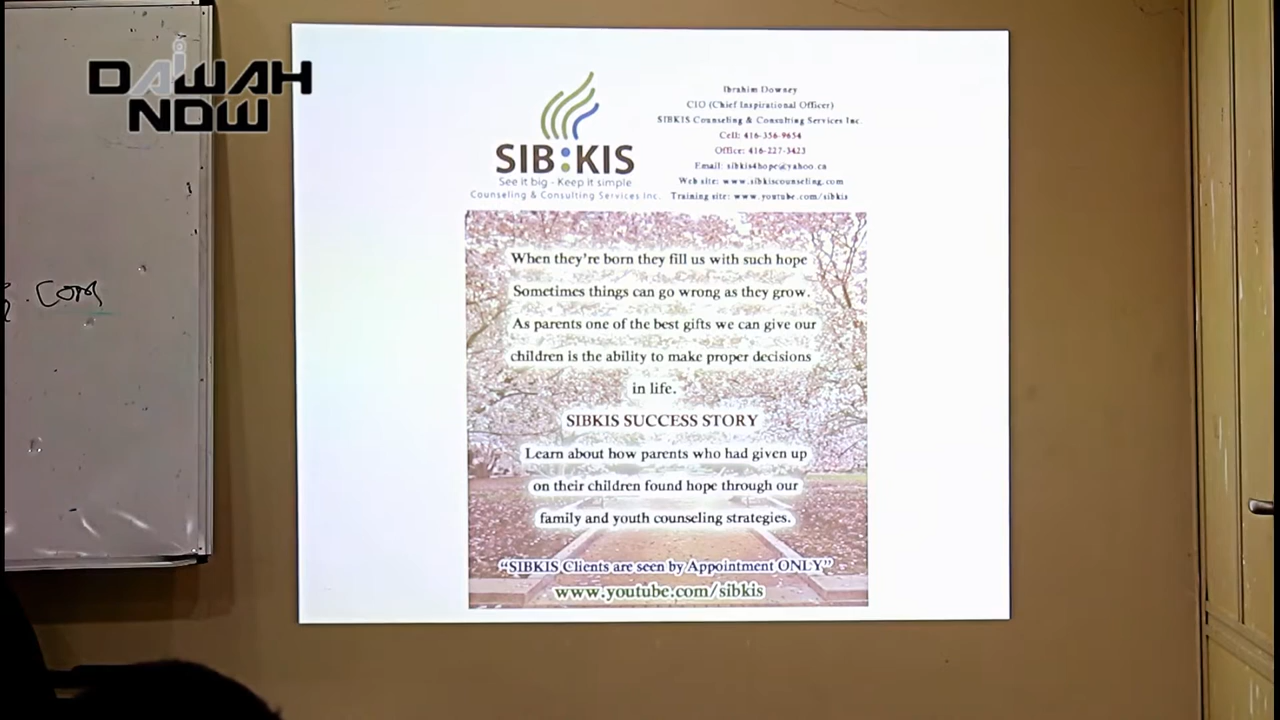 DAWAH
NOW
. Com
SIB:KIS
See it big - Keep it simple
Counseling & Consulting Services Inc.
Ibrahim Downey
CIO (Chief Inspirational Officer)
SIBKIS Counseling & Consulting Services Inc.
Cell: 416-356-9654
Office: 416-227-3423
Email: sibkis4hope@yahoo.ca
Web site: www.sibkiscounseling.com
Training site: www.youtube.com/sibkis
When they're born they fill us with such hope
Sometimes things can go wrong as they grow.
As parents one of the best gifts we can give our
children is the ability to make proper decisions
in life.
SIBKIS SUCCESS STORY
Learn about how parents who had given up
on their children found hope through our
family and youth counseling strategies.
“SIBKIS Clients are seen by Appointment ONLY”
www.youtube.com/sibkis